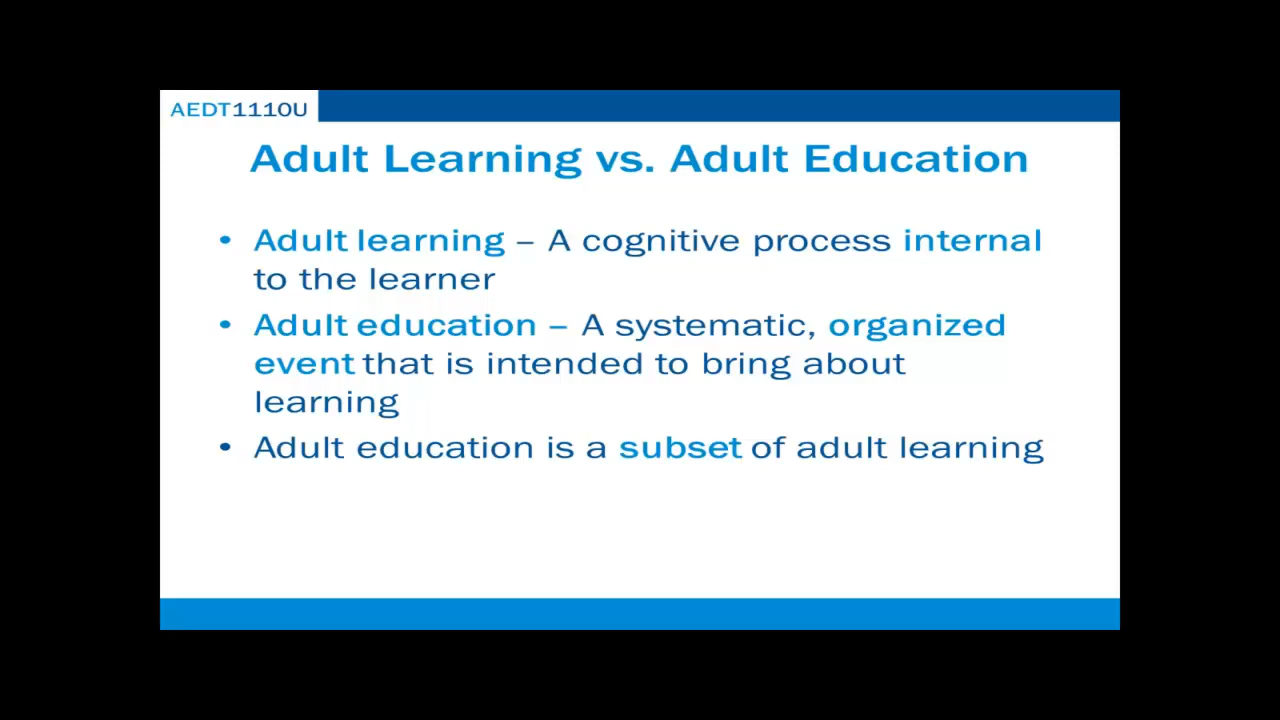 AEDT1110U
Adult Learning vs. Adult Education
• Adult learning – A cognitive process internal
to the learner
• Adult education – A systematic, organized
event that is intended to bring about
learning
• Adult education is a subset of adult learning